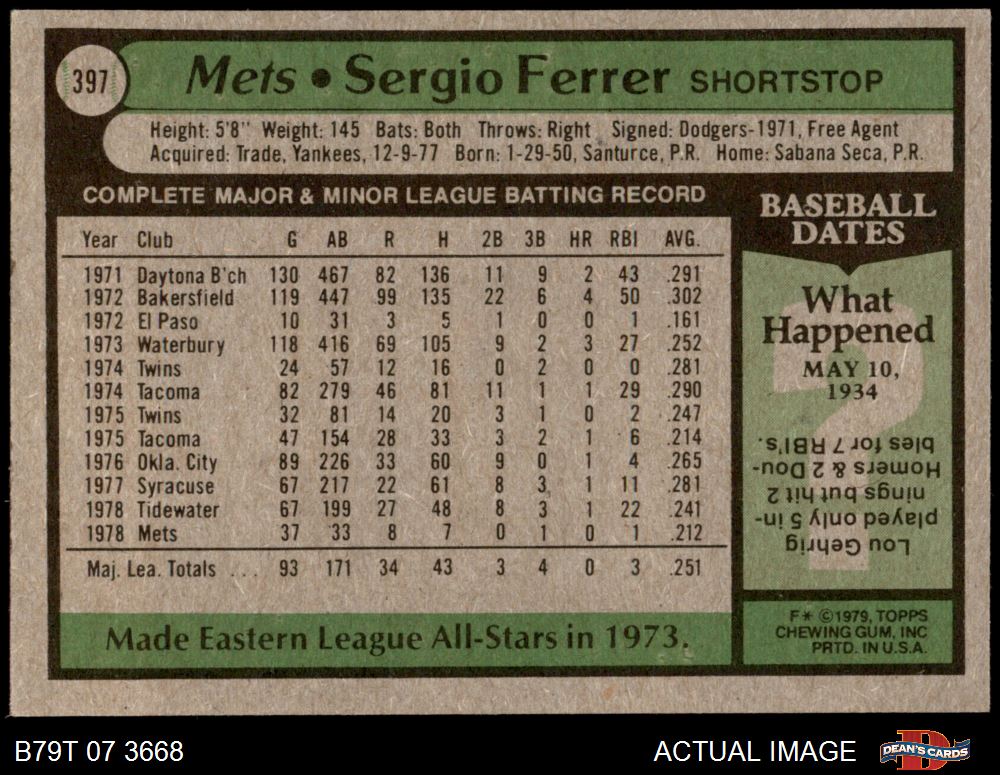 397
Mets • Sergio Ferrer SHORTSTOP
Height: 5'8" Weight: 145 Bats: Both Throws: Right Signed: Dodgers-1971, Free Agent
Acquired: Trade, Yankees, 12-9-77 Born: 1-29-50, Santurce, P.R. Home: Sabana Seca, P.R.
COMPLETE MAJOR & MINOR LEAGUE BATTING RECORD
Year Club G AB R H 2B 3B HR RBI AVG.
1971 Daytona B'ch 130 467 82 136 11 9 2 43 .291
1972 Bakersfield 119 447 99 135 22 6 4 50 .302
1972 El Paso 10 31 3 5 1 0 0 1 .161
1973 Waterbury 118 416 69 105 9 2 3 27 .252
1974 Twins 24 57 12 16 0 2 0 0 .281
1974 Tacoma 82 279 46 81 11 1 1 29 .290
1975 Twins 32 81 14 20 3 1 0 2 .247
1975 Tacoma 47 154 28 33 3 2 1 6 .214
1976 Okla. City 89 226 33 60 9 0 1 4 .265
1977 Syracuse 67 217 22 61 8 3 1 11 .281
1978 Tidewater 67 199 27 48 8 3 1 22 .241
1978 Mets 37 33 8 7 0 1 0 1 .212
Maj. Lea. Totals ... 93 171 34 43 3 4 0 3 .251
Made Eastern League All-Stars in 1973.
BASEBALL
DATES
What
Happened
MAY 10,
1934
?
Lou Gehrig
played only 5 in-
nings but hit 2
Homers & 2 Dou-
bles for 7 RBI's.
F* ©1979, TOPPS
CHEWING GUM, INC
PRTD. IN U.S.A.
B79T 07 3668
ACTUAL IMAGE
D
DEAN'S CARDS